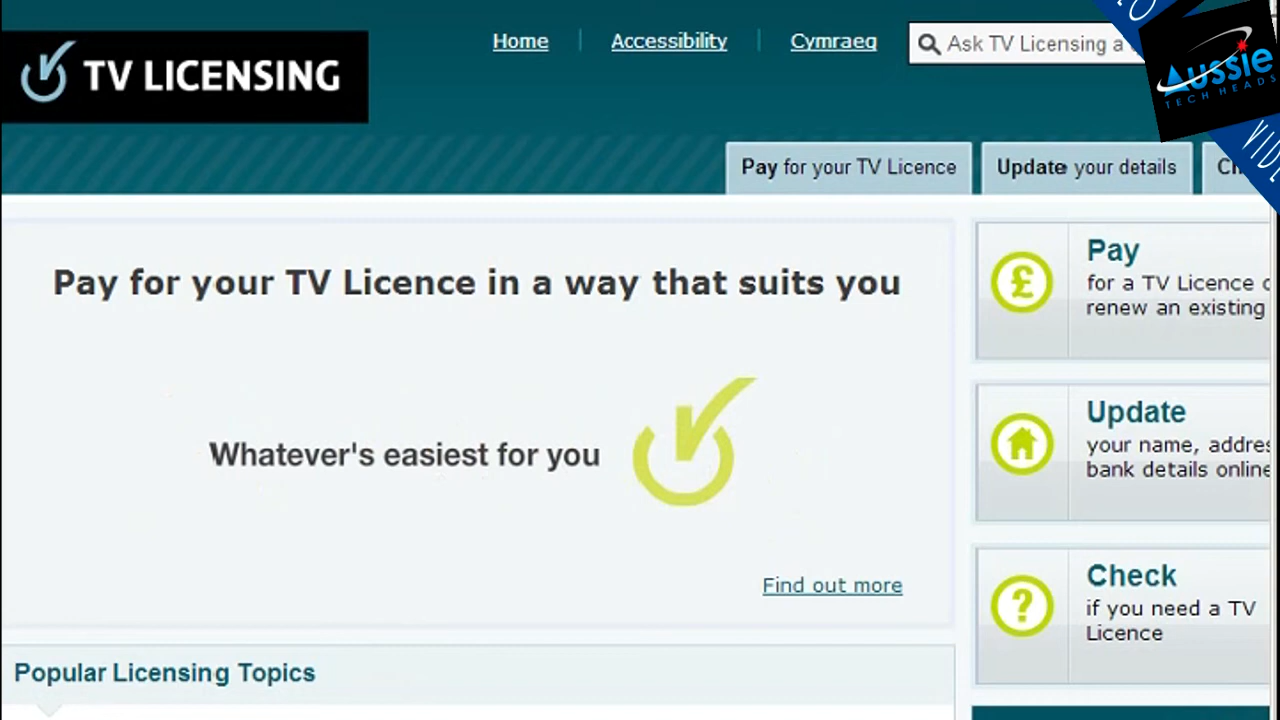 Home
Accessibility
Cymraeg
Ask TV Licensing a
TV LICENSING
AUSSIE
TECH HEADS
Pay for your TV Licence
Update your details
Pay for your TV Licence in a way that suits you
Whatever's easiest for you
Find out more
Pay
for a TV Licence
renew an existing
Update
your name,
bank details online
Check
if you need a TV
Licence
Popular Licensing Topics